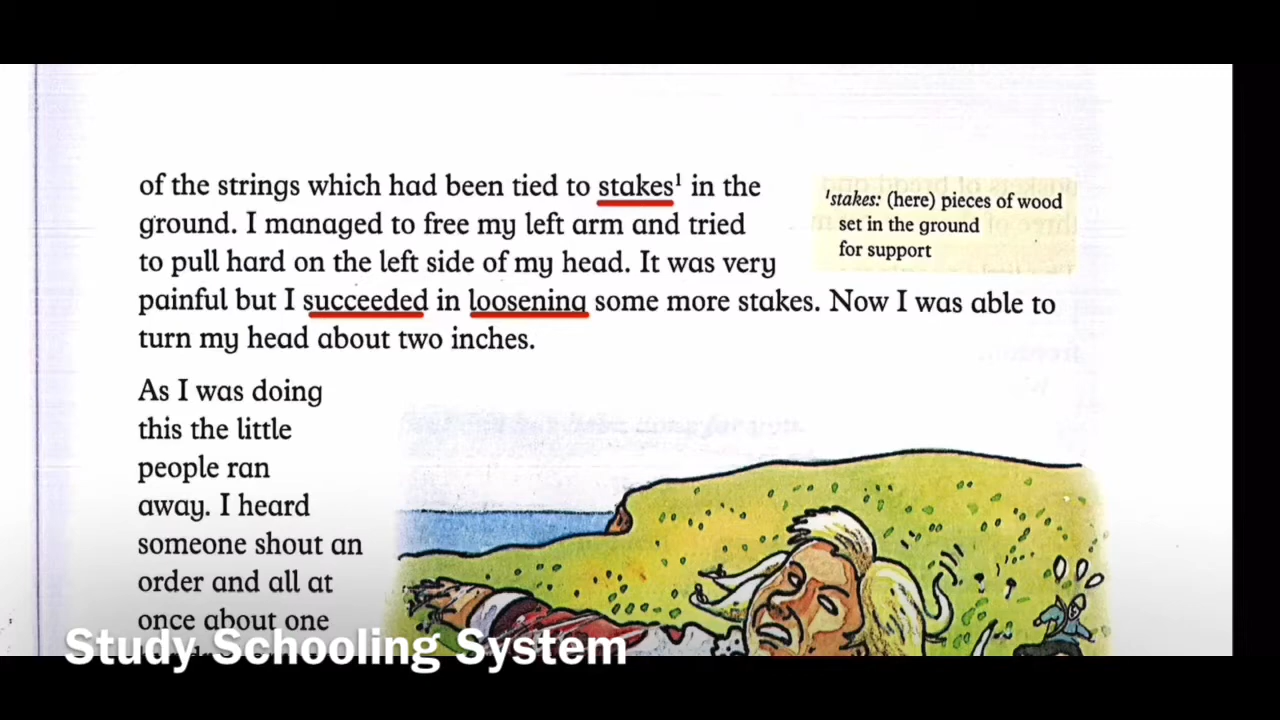 of the strings which had been tied to stakes¹ in the
ground. I managed to free my left arm and tried
to pull hard on the left side of my head. It was very
painful but I succeeded in loosening some more stakes. Now I was able to
turn my head about two inches.
¹stakes: (here) pieces of wood
set in the ground
for support
As I was doing
this the little
people ran
away. I heard
someone shout an
order and all at
once about one
Study Schooling System